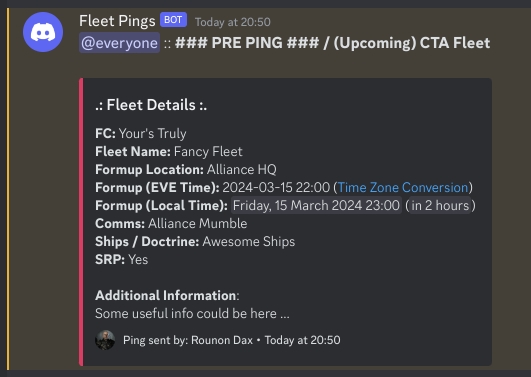 Fleet Pings BOT Today at 20:50
@everyone :: ### PRE PING ### / (Upcoming) CTA Fleet
.: Fleet Details :.
FC: Your's Truly
Fleet Name: Fancy Fleet
Formup Location: Alliance HQ
Formup (EVE Time): 2024-03-15 22:00 (Time Zone Conversion)
Formup (Local Time): Friday, 15 March 2024 23:00 (in 2 hours)
Comms: Alliance Mumble
Ships / Doctrine: Awesome Ships
SRP: Yes
Additional Information:
Some useful info could be here ...
Ping sent by: Rounon Dax • Today at 20:50